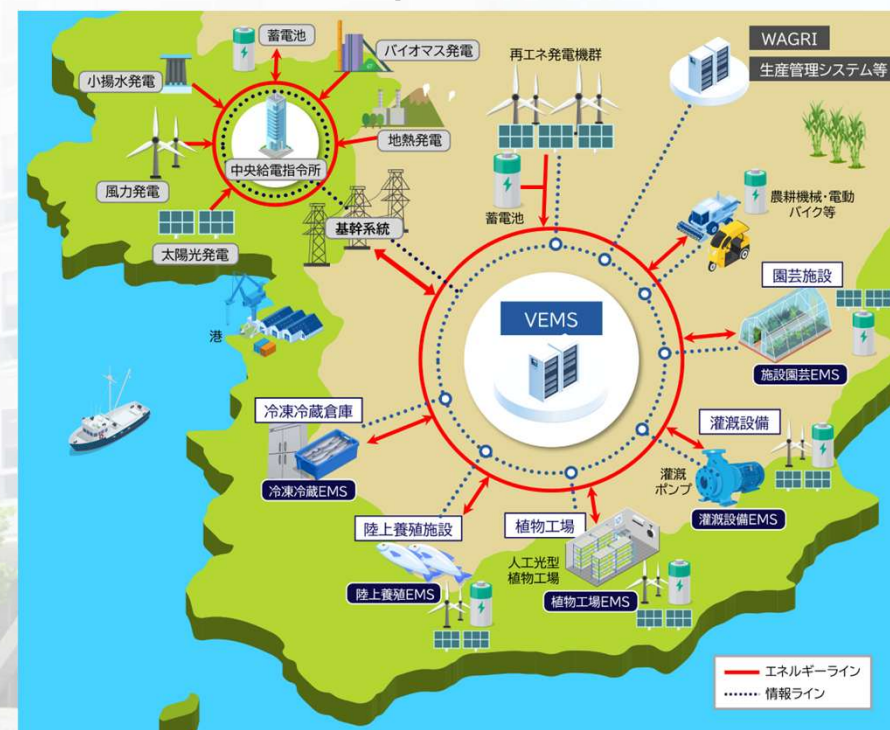 蓄電池
バイオマス発電
小揚水発電
中央給電指令所
地熱発電
風力発電
太陽光発電
基幹系統
再エネ発電機群
蓄電池
WAGRI
生産管理システム等
農耕機械・電動
バイク等
園芸施設
施設園芸EMS
港
VEMS
冷凍冷蔵倉庫
冷凍冷蔵EMS
灌漑設備
灌漑
ポンプ
灌漑設備EMS
陸上養殖施設
陸上養殖EMS
植物工場
人工光型
植物工場
植物工場EMS
エネルギーライン
情報ライン